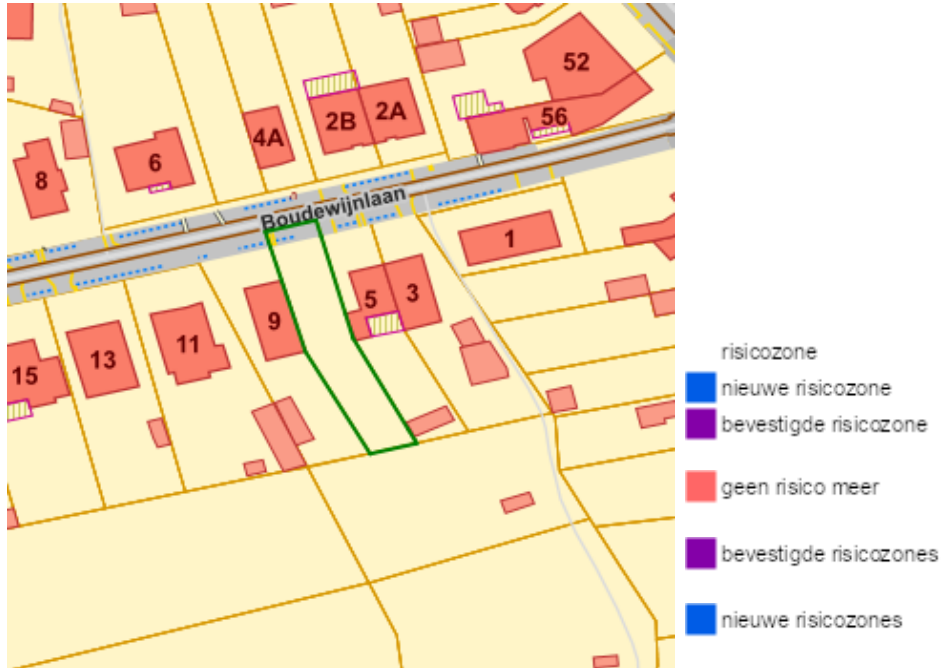 52
2A
2B
56
4A
6
8
Boudewijnlaan
1
3
5
9
11
13
15
risicozone
nieuwe risicozone
bevestigde risicozone
geen risico meer
bevestigde risicozones
nieuwe risicozones